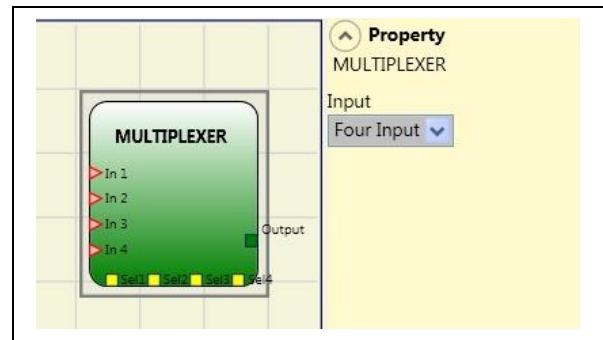 MULTIPLEXER
In 1
In 2
In 3
In 4
Output
Sel1 Sel2 Sel3 Sel4
Property
MULTIPLEXER
Input
Four Input